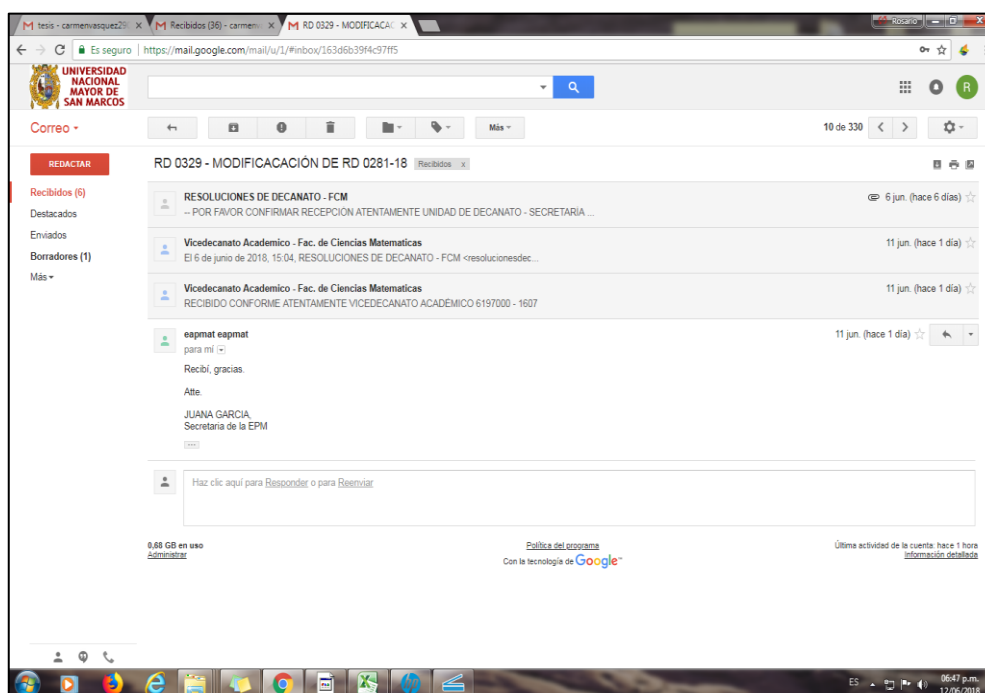 tesis - carmenvasquez29
Recibidos (36) - carmenv
RD 0329 - MODIFICACAC
Rosario
Es seguro
https://mail.google.com/mail/u/1/#inbox/163d6b39f4c97ff5
UNIVERSIDAD
NACIONAL
MAYOR DE
SAN MARCOS
R
Correo
Más
10 de 330
REDACTAR
RD 0329 - MODIFICACACIÓN DE RD 0281-18 Recibidos x
Recibidos (6)
Destacados
Enviados
Borradores (1)
Más
RESOLUCIONES DE DECANATO - FCM
6 jun. (hace 6 días)
-- POR FAVOR CONFIRMAR RECEPCIÓN ATENTAMENTE UNIDAD DE DECANATO - SECRETARÍA ...
Vicedecanato Academico - Fac. de Ciencias Matematicas
11 jun. (hace 1 día)
El 6 de junio de 2018, 15:04, RESOLUCIONES DE DECANATO - FCM <resolucionesdec...
Vicedecanato Academico - Fac. de Ciencias Matematicas
11 jun. (hace 1 día)
RECIBIDO CONFORME ATENTAMENTE VICEDECANATO ACADÉMICO 6197000 - 1607
eapmat eapmat
11 jun. (hace 1 día)
para mí
Recibí, gracias.
Atte.
JUANA GARCIA,
Secretaria de la EPM
Haz clic aquí para Responder o para Reenviar
0,68 GB en uso
Administrar
Política del programa
Con la tecnología de Google™
Última actividad de la cuenta: hace 1 hora
Información detallada
ES
06:47 p.m.
12/06/2018